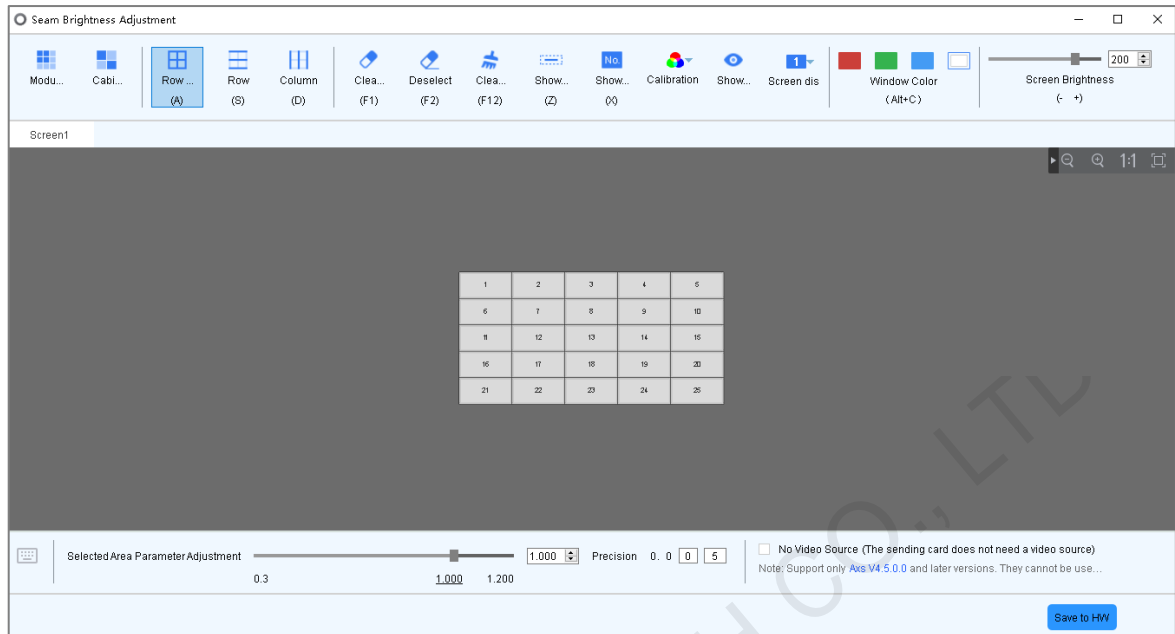 Seam Brightness Adjustment
Modu... Cabi... Row ... Row Column Clea... Deselect Clea... Show... Show... Calibration Show... Screen dis Window Color Screen Brightness
(A) (S) (D) (F1) (F2) (F12) (Z) (X) (Alt+C) (- +)
No. 1 200
Screen1
1:1
1 2 3 4 5
6 7 8 9 10
11 12 13 14 15
16 17 18 19 20
21 22 23 24 25
Selected Area Parameter Adjustment 1.000 Precision 0. 0 0 5
0.3 1.000 1.200
No Video Source (The sending card does not need a video source)
Note: Support only Axs V4.5.0.0 and later versions. They cannot be use...
Save to HW
H CO., LTD